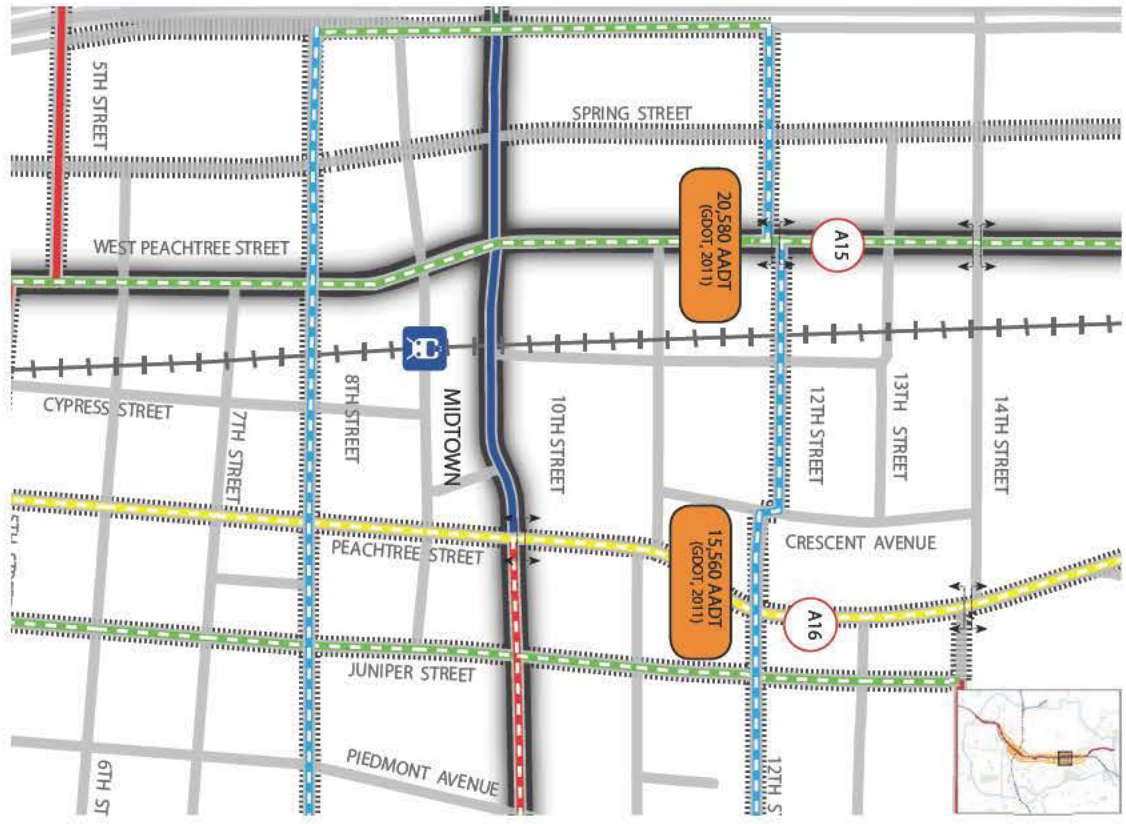 5TH STREET
SPRING STREET
20,580 AADT
(GDOT, 2011)
A15
WEST PEACHTREE STREET
CYPRESS STREET
7TH STREET
8TH STREET
MIDTOWN
10TH STREET
12TH STREET
13TH STREET
14TH STREET
PEACHTREE STREET
CRESCENT AVENUE
15,560 AADT
(GDOT, 2011)
A16
5TH STREE
JUNIPER STREET
PIEDMONT AVENUE
6TH ST
12TH S